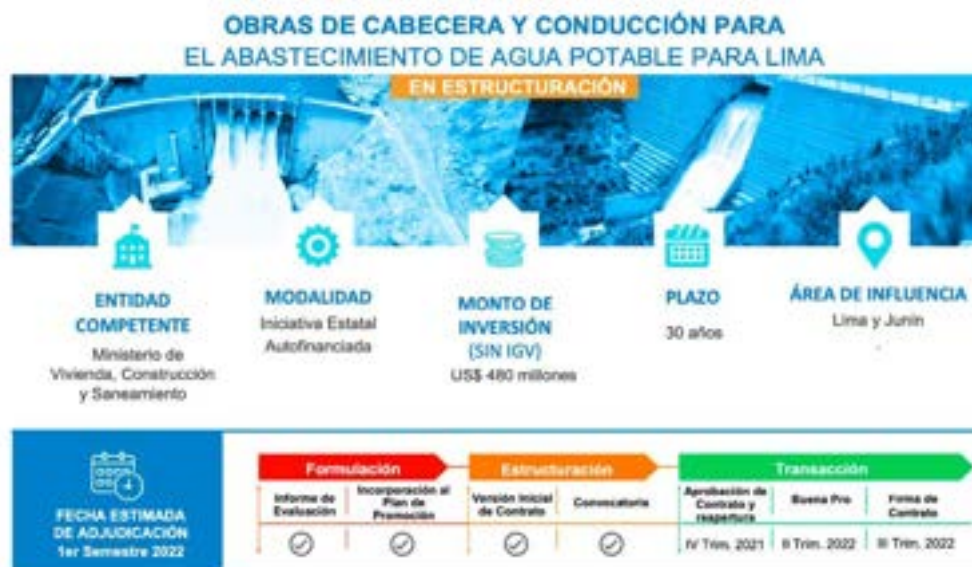 OBRAS DE CABECERA Y CONDUCCIÓN PARA
EL ABASTECIMIENTO DE AGUA POTABLE PARA LIMA
EN ESTRUCTURACIÓN
ENTIDAD
COMPETENTE
Ministerio de
Vivienda, Construcción
y Saneamiento
MODALIDAD
Iniciativa Estatal
Autofinanciada
MONTO DE
INVERSIÓN
(SIN IGV)
US$ 480 millones
PLAZO
30 años
ÁREA DE INFLUENCIA
Lima y Junín
FECHA ESTIMADA
DE ADJUDICACIÓN
1er Semestre 2022
Formulación
Estructuración
Transacción
Informe de
Evaluación
Incorporación al
Plan de
Promoción
Versión Inicial
de Contrato
Convocatoria
Aprobación de
Contrato y
reapertura
Buena Pro
Firma de
Contrato
IV Trim. 2021
II Trim. 2022
III Trim. 2022